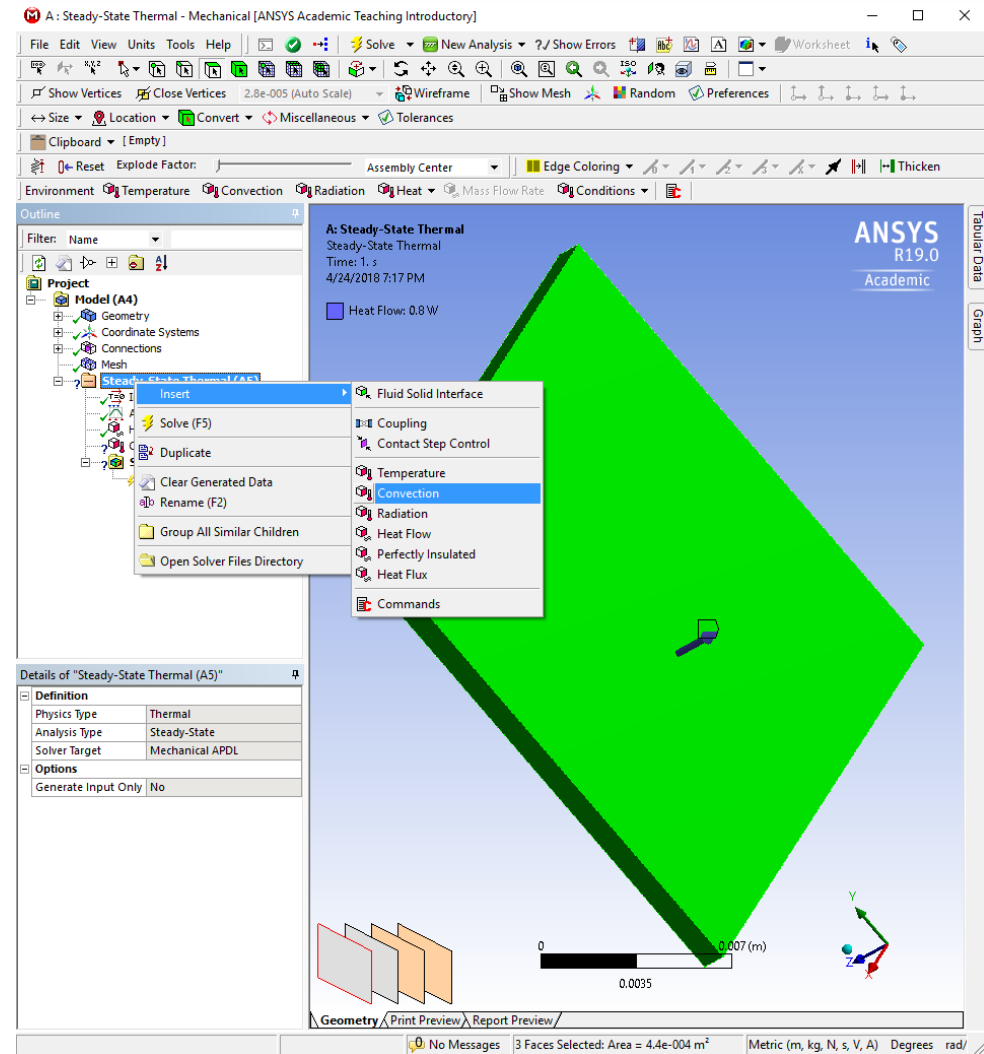 A : Steady-State Thermal - Mechanical [ANSYS Academic Teaching Introductory]
File Edit View Units Tools Help Solve New Analysis ?/ Show Errors Worksheet
Show Vertices Close Vertices 2.8e-005 (Auto Scale) Wireframe Show Mesh Random Preferences
Size Location Convert Miscellaneous Tolerances
Clipboard [Empty]
Reset Explode Factor: Assembly Center Edge Coloring Thicken
Environment Temperature Convection Radiation Heat Mass Flow Rate Conditions
Outline
Filter: Name
Project
Model (A4)
Geometry
Coordinate Systems
Connections
Mesh
Steady-State Thermal (A5)
Insert
Solve (F5)
Duplicate
Clear Generated Data
Rename (F2)
Group All Similar Children
Open Solver Files Directory
Fluid Solid Interface
Coupling
Contact Step Control
Temperature
Convection
Radiation
Heat Flow
Perfectly Insulated
Heat Flux
Commands
Details of "Steady-State Thermal (A5)"
Definition
Physics Type Thermal
Analysis Type Steady-State
Solver Target Mechanical APDL
Options
Generate Input Only No
A: Steady-State Thermal
Steady-State Thermal
Time: 1. s
4/24/2018 7:17 PM
Heat Flow: 0.8 W
ANSYS
R19.0
Academic
Tabular Data
Graph
0 0.007 (m)
0.0035
Y
Z
X
Geometry Print Preview Report Preview
0 No Messages 3 Faces Selected: Area = 4.4e-004 m² Metric (m, kg, N, s, V, A) Degrees rad/